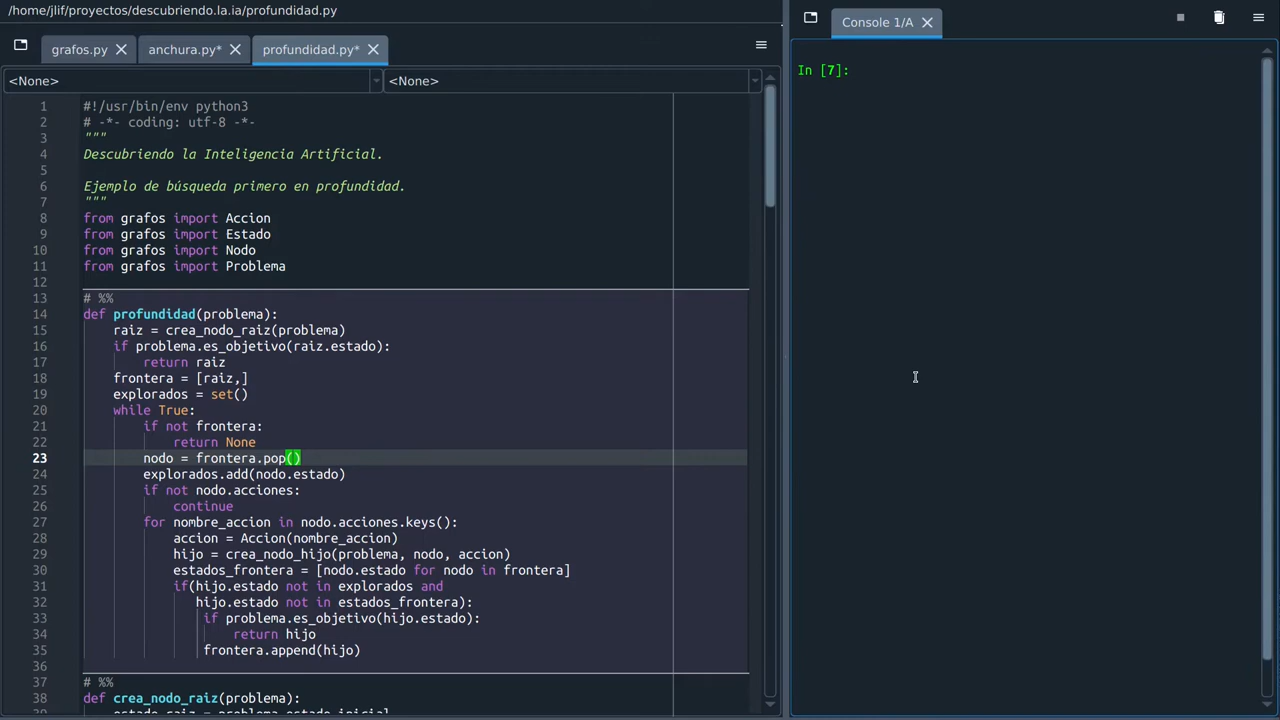 /home/jlif/proyectos/descubriendo.la.ia/profundidad.py
grafos.py
anchura.py*
profundidad.py*
<None>
<None>
1 #!/usr/bin/env python3
2 # -*- coding: utf-8 -*-
3 """
4 Descubriendo la Inteligencia Artificial.
5
6 Ejemplo de búsqueda primero en profundidad.
7 """
8 from grafos import Accion
9 from grafos import Estado
10 from grafos import Nodo
11 from grafos import Problema
12
13 # %%
14 def profundidad(problema):
15     raiz = crea_nodo_raiz(problema)
16     if problema.es_objetivo(raiz.estado):
17         return raiz
18     frontera = [raiz,]
19     explorados = set()
20     while True:
21         if not frontera:
22             return None
23         nodo = frontera.pop()
24         explorados.add(nodo.estado)
25         if not nodo.acciones:
26             continue
27         for nombre_accion in nodo.acciones.keys():
28             accion = Accion(nombre_accion)
29             hijo = crea_nodo_hijo(problema, nodo, accion)
30             estados_frontera = [nodo.estado for nodo in frontera]
31             if(hijo.estado not in explorados and
32                hijo.estado not in estados_frontera):
33                 if problema.es_objetivo(hijo.estado):
34                     return hijo
35                 frontera.append(hijo)
36
37 # %%
38 def crea_nodo_raiz(problema):
estado_raiz = problema.estado_inicial
Console 1/A
In [7]: